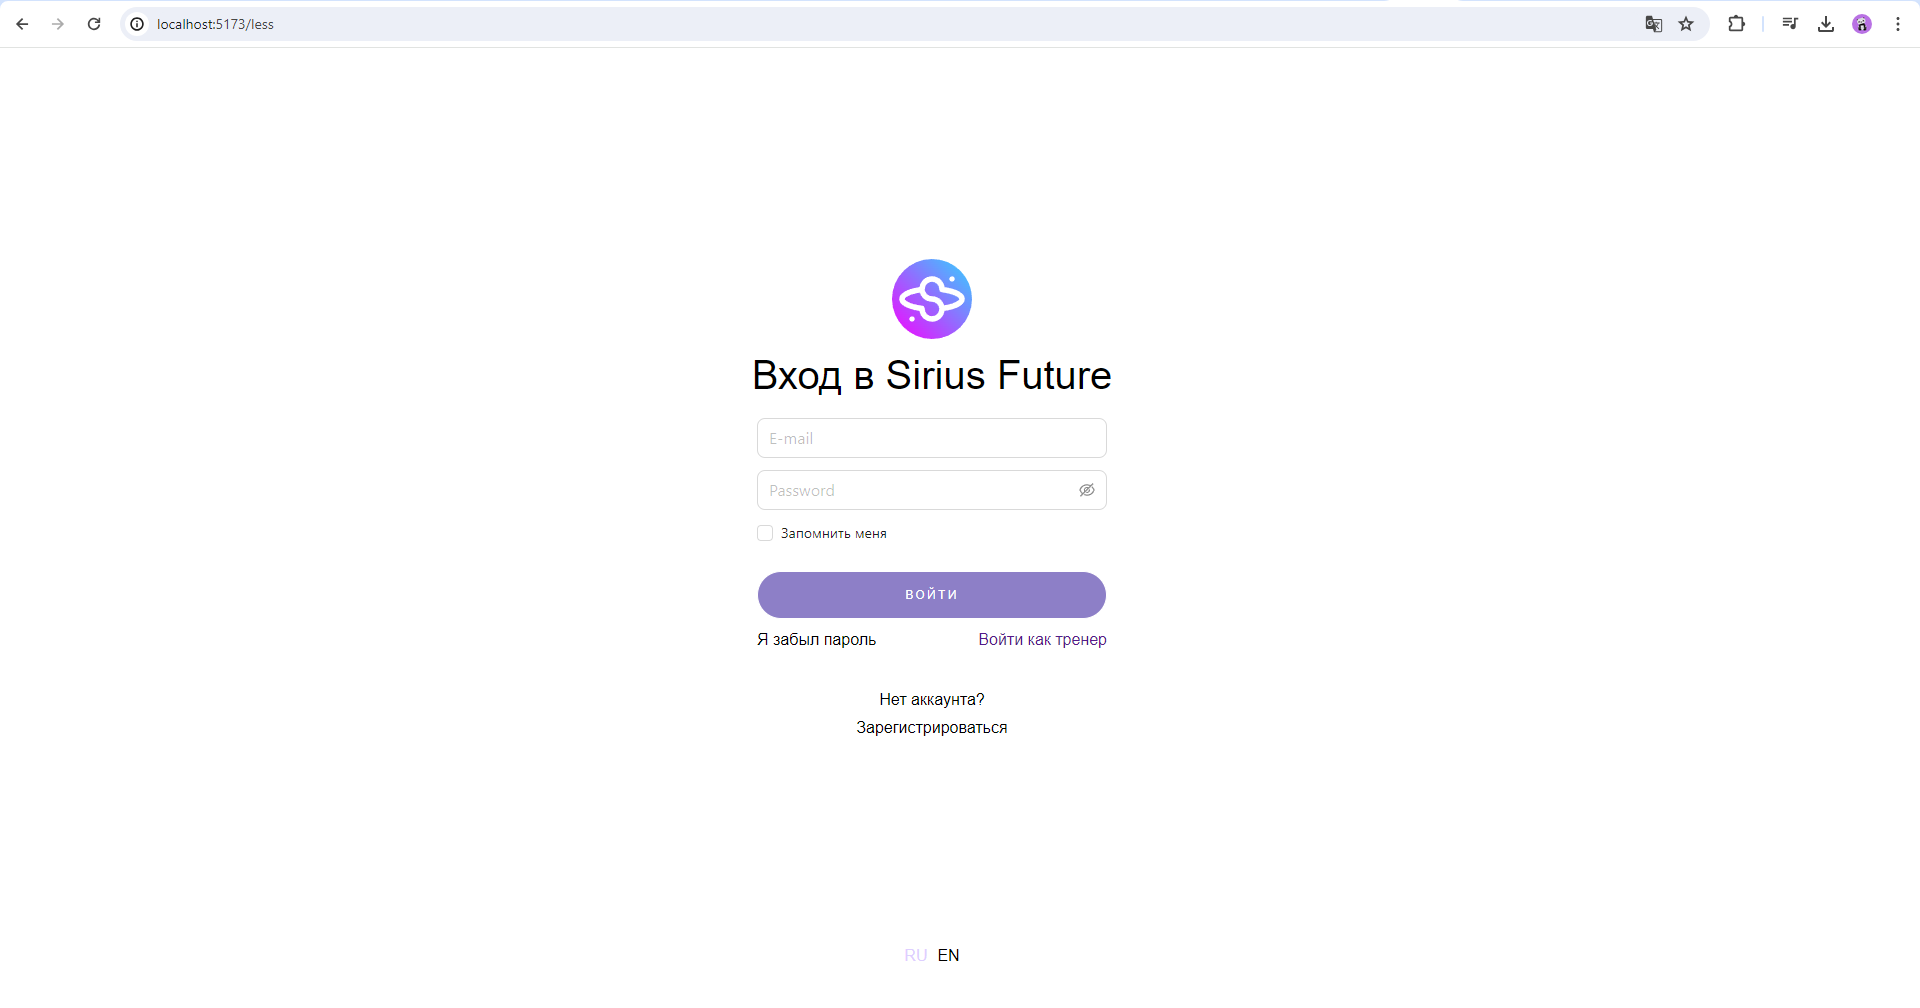 localhost:5173/less
Вход в Sirius Future
E-mail
Password
Запомнить меня
ВОЙТИ
Я забыл пароль Войти как тренер
Нет аккаунта?
Зарегистрироваться
RU EN